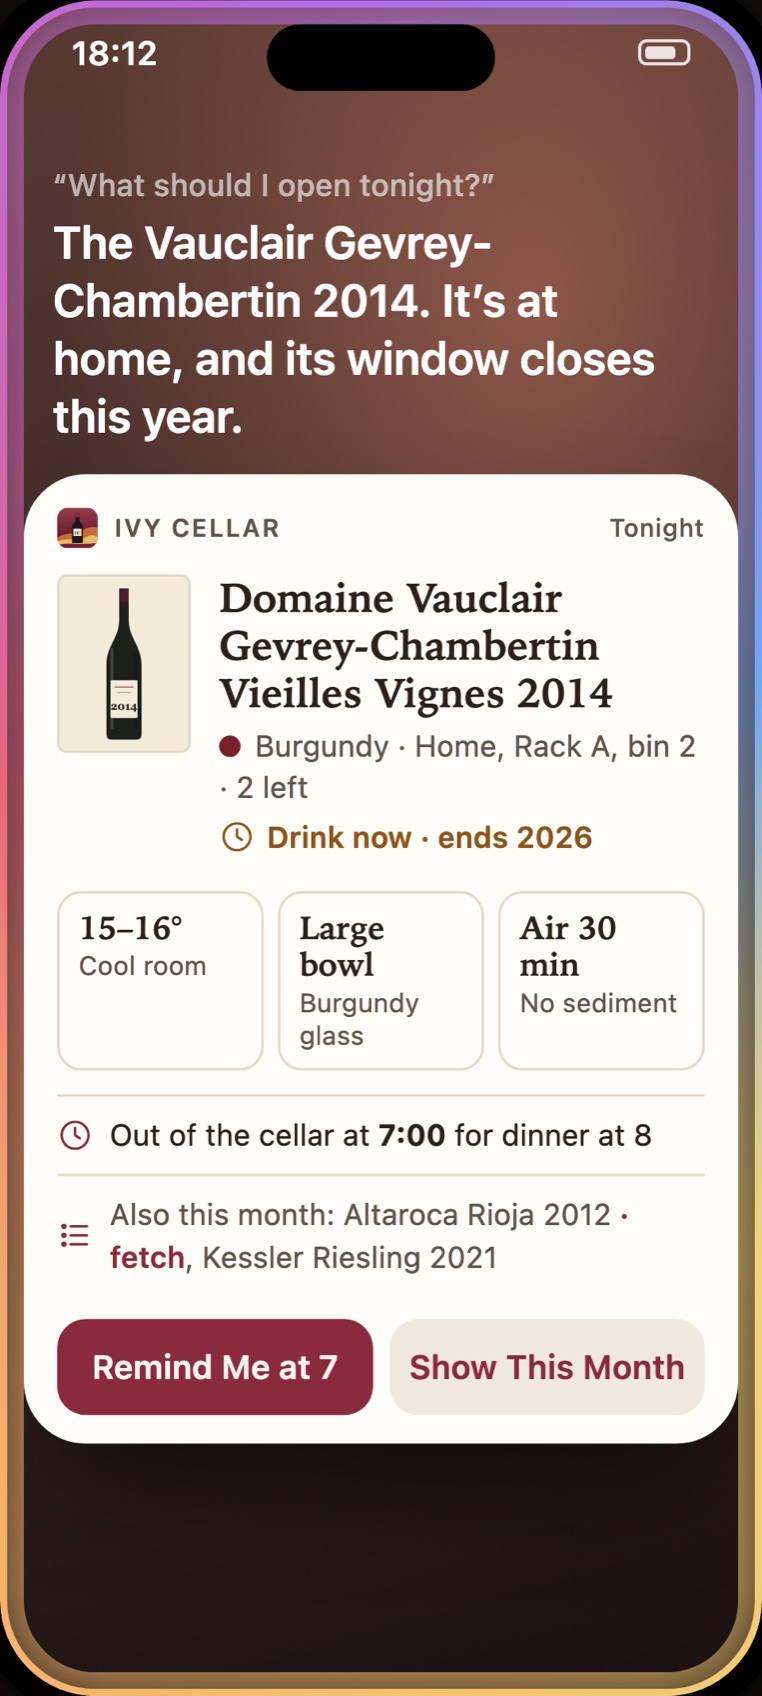 18:12
“What should I open tonight?”
The Vauclair Gevrey-
Chambertin 2014. It’s at
home, and its window closes
this year.
IVY CELLAR
Tonight
2014
Domaine Vauclair
Gevrey-Chambertin
Vieilles Vignes 2014
Burgundy · Home, Rack A, bin 2
· 2 left
Drink now · ends 2026
15–16°
Cool room
Large
bowl
Burgundy
glass
Air 30
min
No sediment
Out of the cellar at 7:00 for dinner at 8
Also this month: Altaroca Rioja 2012 ·
fetch, Kessler Riesling 2021
Remind Me at 7
Show This Month